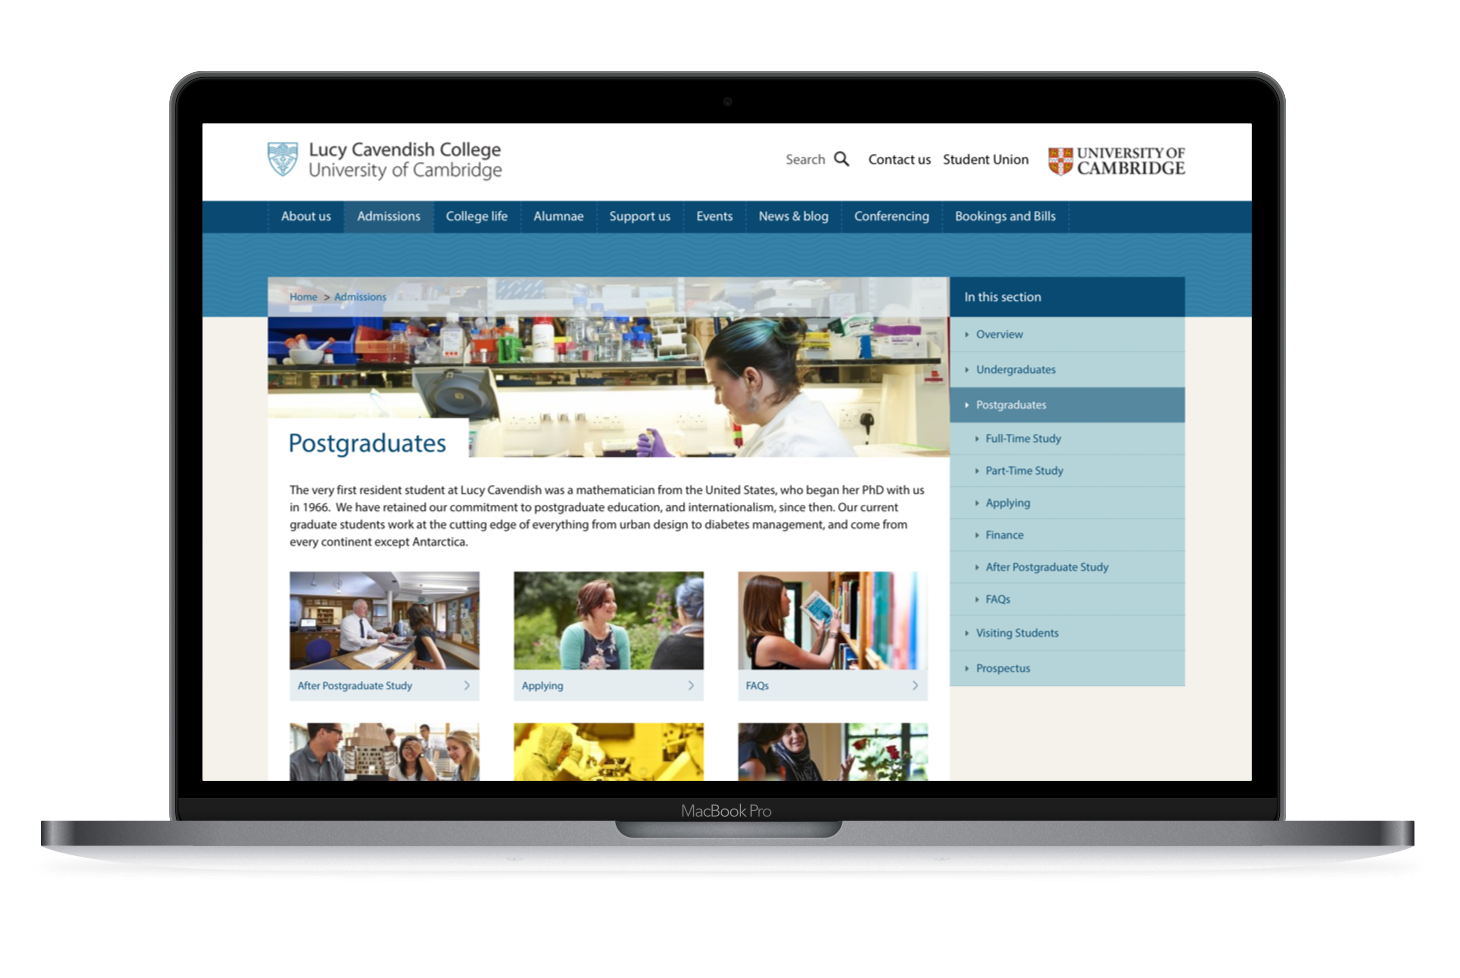 Lucy Cavendish College
University of Cambridge
Search
Contact us
Student Union
UNIVERSITY OF
CAMBRIDGE
About us
Admissions
College life
Alumnae
Support us
Events
News & blog
Conferencing
Bookings and Bills
Home > Admissions
Postgraduates
The very first resident student at Lucy Cavendish was a mathematician from the United States, who began her PhD with us
in 1966. We have retained our commitment to postgraduate education, and internationalism, since then. Our current
graduate students work at the cutting edge of everything from urban design to diabetes management, and come from
every continent except Antarctica.
After Postgraduate Study
Applying
FAQs
In this section
Overview
Undergraduates
Postgraduates
Full-Time Study
Part-Time Study
Applying
Finance
After Postgraduate Study
FAQs
Visiting Students
Prospectus
MacBook Pro